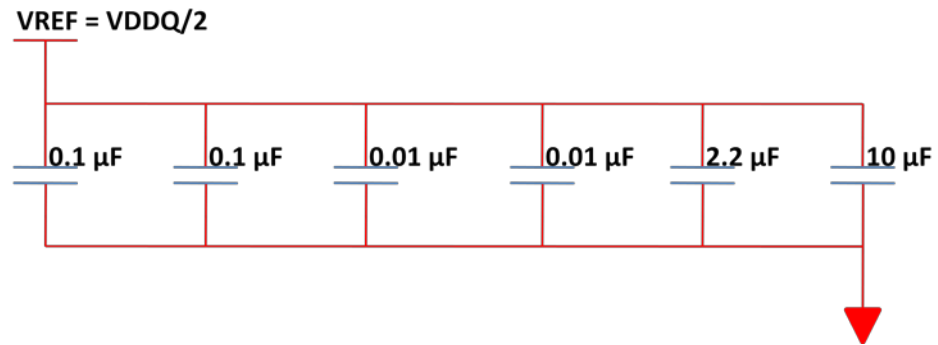 VREF = VDDQ/2
0.1 µF
0.1 µF
0.01 µF
0.01 µF
2.2 µF
10 µF